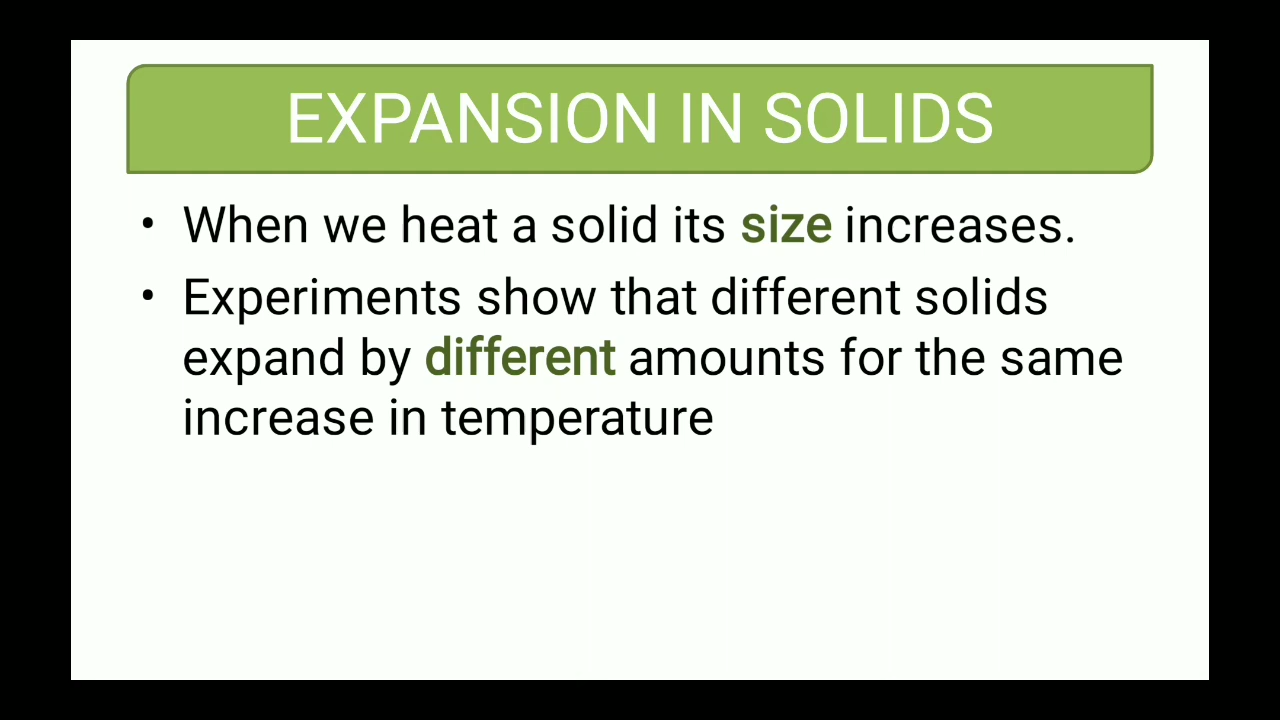 EXPANSION IN SOLIDS
• When we heat a solid its size increases.
• Experiments show that different solids
expand by different amounts for the same
increase in temperature